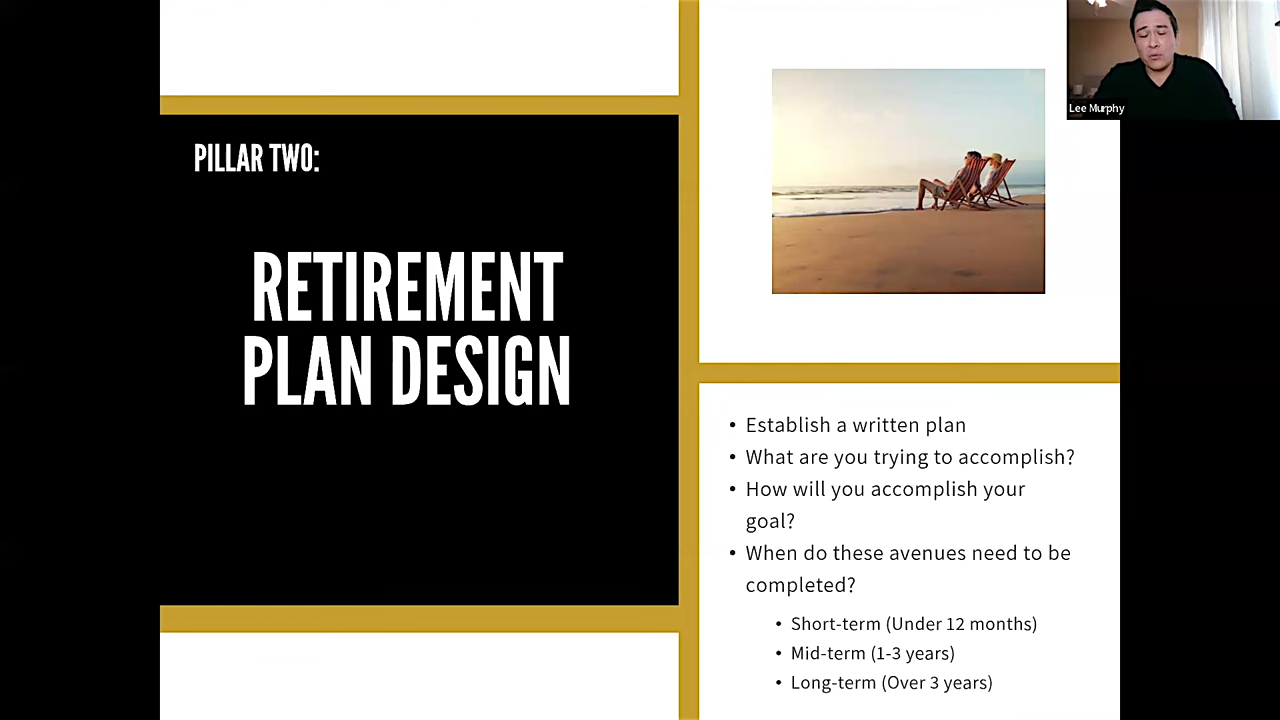 Lee Murphy
PILLAR TWO:
RETIREMENT
PLAN DESIGN
• Establish a written plan
• What are you trying to accomplish?
• How will you accomplish your
goal?
• When do these avenues need to be
completed?
• Short-term (Under 12 months)
• Mid-term (1-3 years)
• Long-term (Over 3 years)